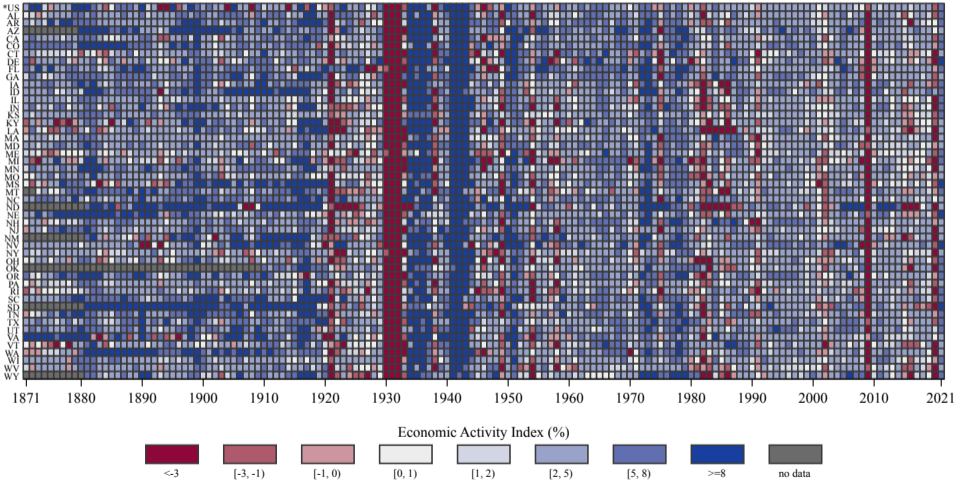 *US
AL
AR
AZ
CA
CO
CT
DE
FL
GA
IA
ID
IL
IN
KS
KY
LA
MA
MD
ME
MI
MN
MO
MS
MT
NC
ND
NE
NH
NJ
NM
NV
NY
OH
OK
OR
PA
RI
SC
SD
TN
TX
UT
VA
VT
WA
WI
WV
WY
1871 1880 1890 1900 1910 1920 1930 1940 1950 1960 1970 1980 1990 2000 2010 2021
Economic Activity Index (%)
<-3 [-3, -1) [-1, 0) [0, 1) [1, 2) [2, 5) [5, 8) >=8 no data